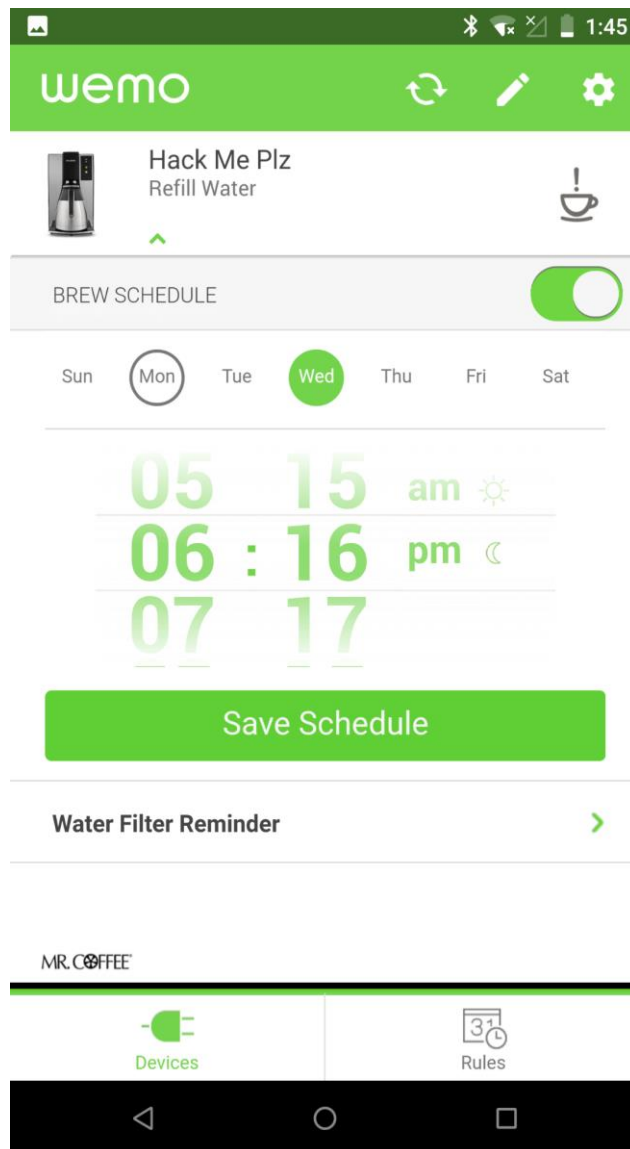 1:45
wemo
Hack Me Plz
Refill Water
BREW SCHEDULE
Sun Mon Tue Wed Thu Fri Sat
05 15 am
06 : 16 pm
07 17
Save Schedule
Water Filter Reminder
MR. COFFEE
31
Devices Rules